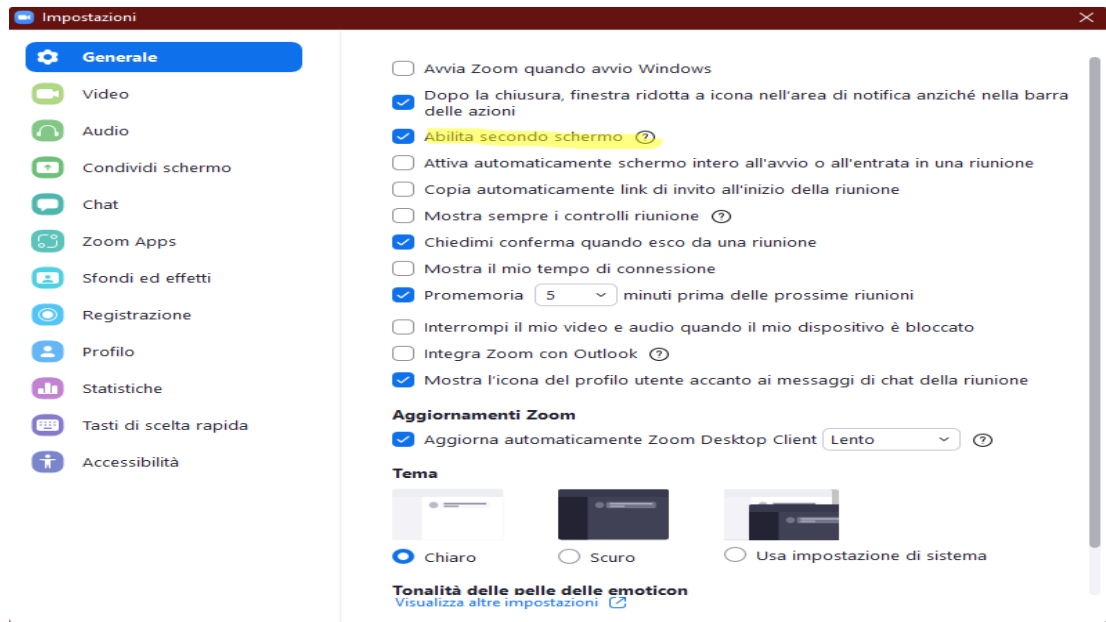 Impostazioni
Generale
Video
Audio
Condividi schermo
Chat
Zoom Apps
Sfondi ed effetti
Registrazione
Profilo
Statistiche
Tasti di scelta rapida
Accessibilità
Avvia Zoom quando avvio Windows
Dopo la chiusura, finestra ridotta a icona nell'area di notifica anziché nella barra
delle azioni
Abilita secondo schermo ?
Attiva automaticamente schermo intero all'avvio o all'entrata in una riunione
Copia automaticamente link di invito all'inizio della riunione
Mostra sempre i controlli riunione ?
Chiedimi conferma quando esco da una riunione
Mostra il mio tempo di connessione
Promemoria 5 minuti prima delle prossime riunioni
Interrompi il mio video e audio quando il mio dispositivo è bloccato
Integra Zoom con Outlook ?
Mostra l'icona del profilo utente accanto ai messaggi di chat della riunione
Aggiornamenti Zoom
Aggiorna automaticamente Zoom Desktop Client Lento ?
Tema
Chiaro Scuro Usa impostazione di sistema
Tonalità delle pelle delle emoticon
Visualizza altre impostazioni